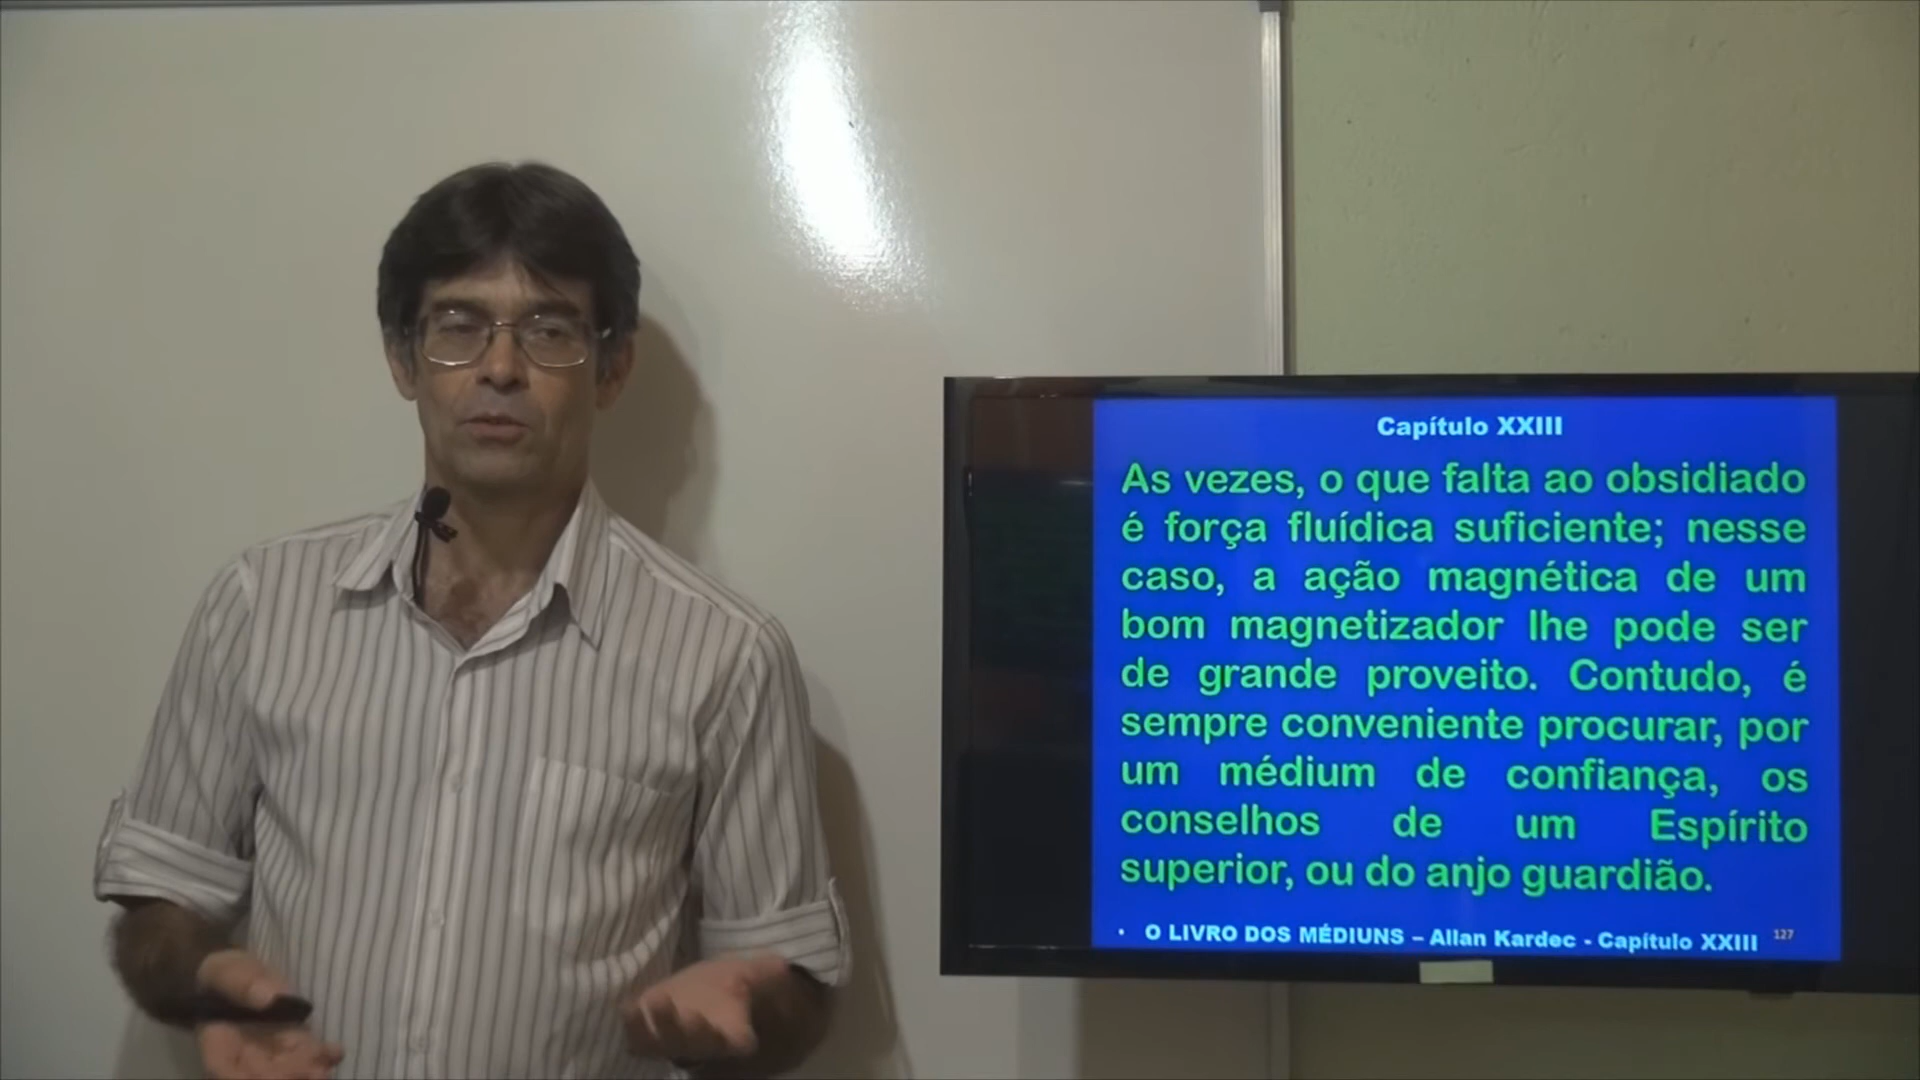 Capítulo XXIII
As vezes, o que falta ao obsidiado
é força fluídica suficiente; nesse
caso, a ação magnética de um
bom magnetizador lhe pode ser
de grande proveito. Contudo, é
sempre conveniente procurar, por
um médium de confiança, os
conselhos de um Espírito
superior, ou do anjo guardião.
• O LIVRO DOS MÉDIUNS – Allan Kardec - Capítulo XXIII 127